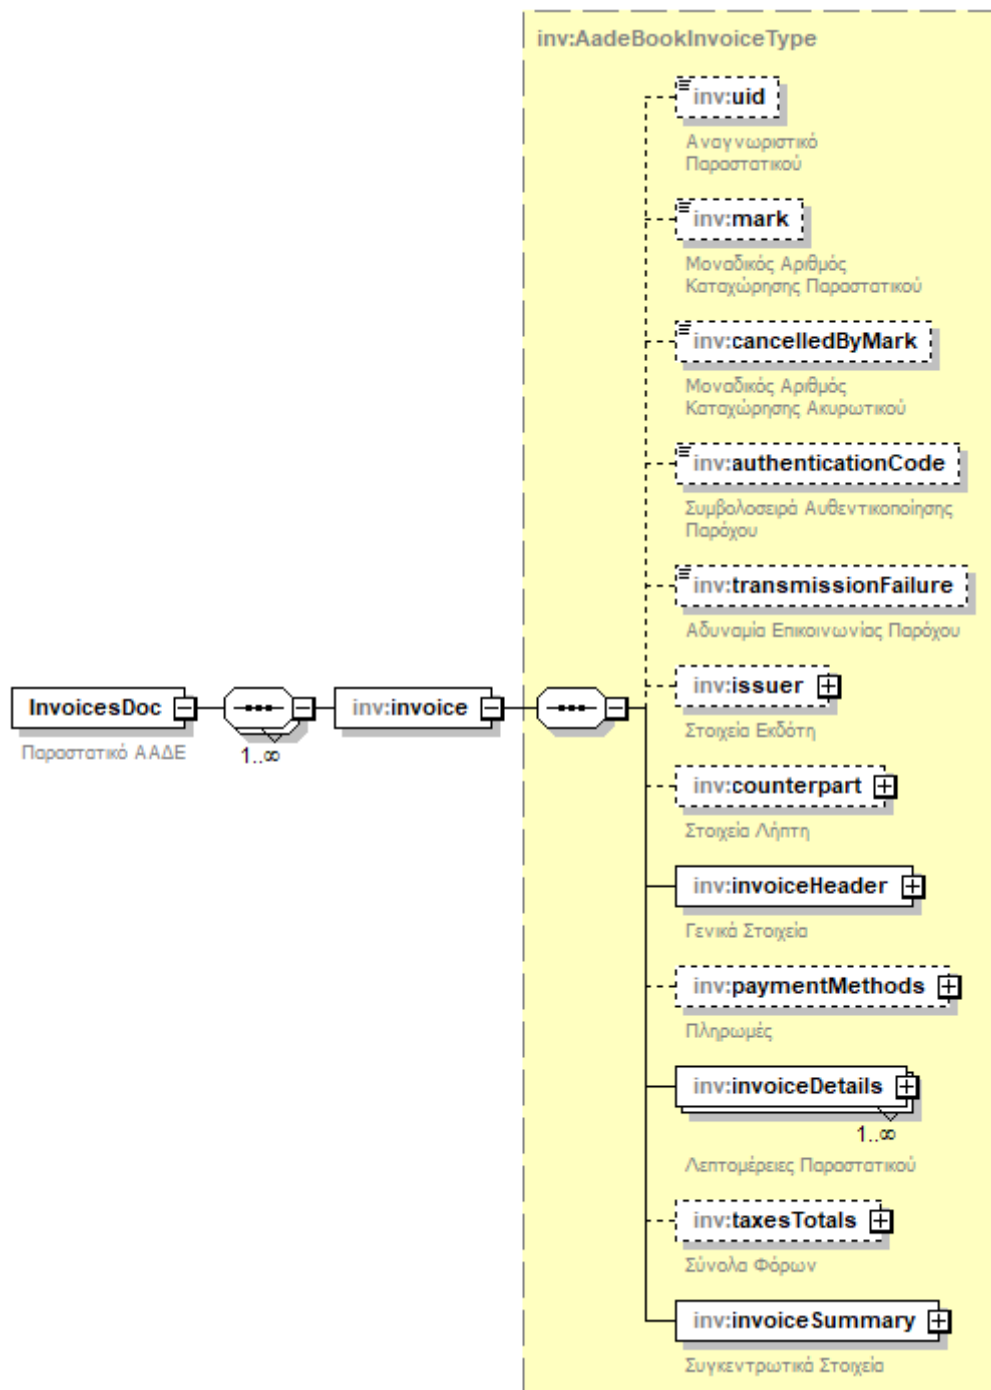 inv:AadeBookInvoiceType
inv:uid
Αναγνωριστικό
Παραστατικού
inv:mark
Μοναδικός Αριθμός
Καταχώρησης Παραστατικού
inv:cancelledByMark
Μοναδικός Αριθμός
Καταχώρησης Ακυρωτικού
inv:authenticationCode
Συμβολοσειρά Αυθεντικοποίησης
Παρόχου
inv:transmissionFailure
Αδυναμία Επικοινωνίας Παρόχου
InvoicesDoc
Παραστατικό ΑΑΔΕ
1..∞
inv:invoice
inv:issuer
Στοιχεία Εκδότη
inv:counterpart
Στοιχεία Λήπτη
inv:invoiceHeader
Γενικά Στοιχεία
inv:paymentMethods
Πληρωμές
inv:invoiceDetails
1..∞
Λεπτομέρειες Παραστατικού
inv:taxesTotals
Σύνολα Φόρων
inv:invoiceSummary
Συγκεντρωτικά Στοιχεία